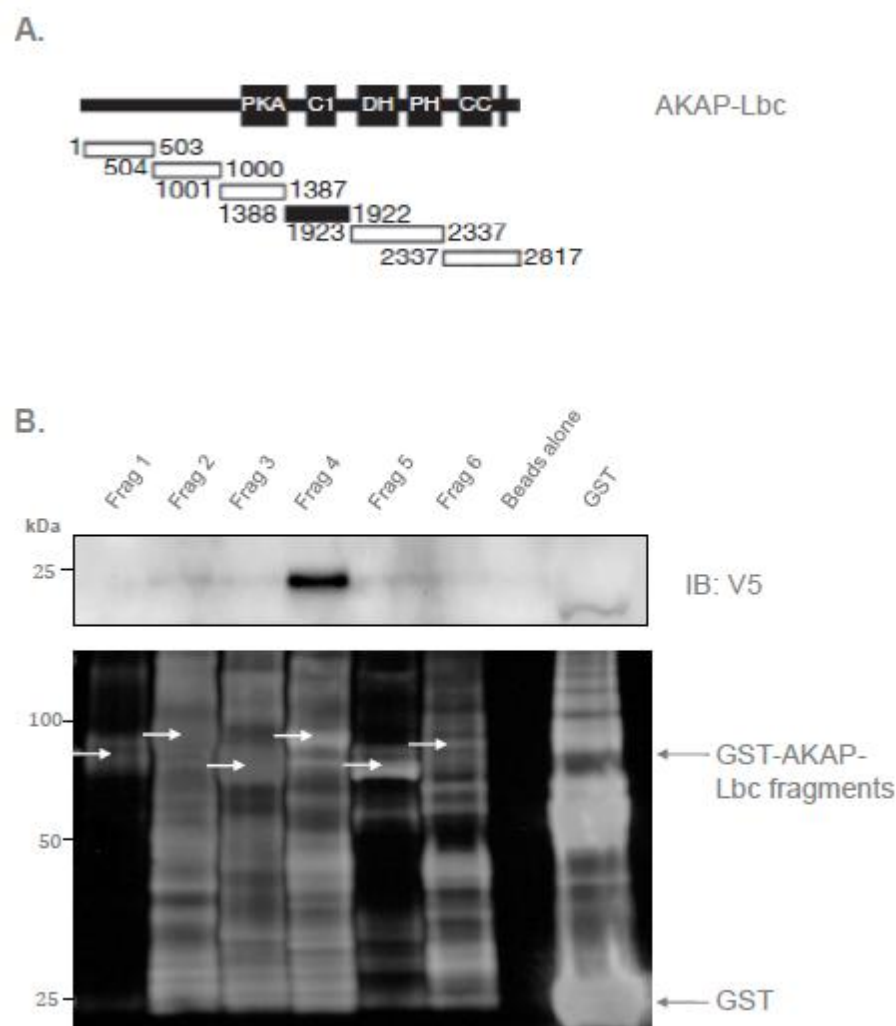 A.
PKA C1 DH PH CC
AKAP-Lbc
1 503
504 1000
1001 1387
1388 1922
1923 2337
2337 2817
B.
Frag 1 Frag 2 Frag 3 Frag 4 Frag 5 Frag 6 Beads alone GST
kDa
25
IB: V5
100
GST-AKAP-
Lbc fragments
50
25
GST